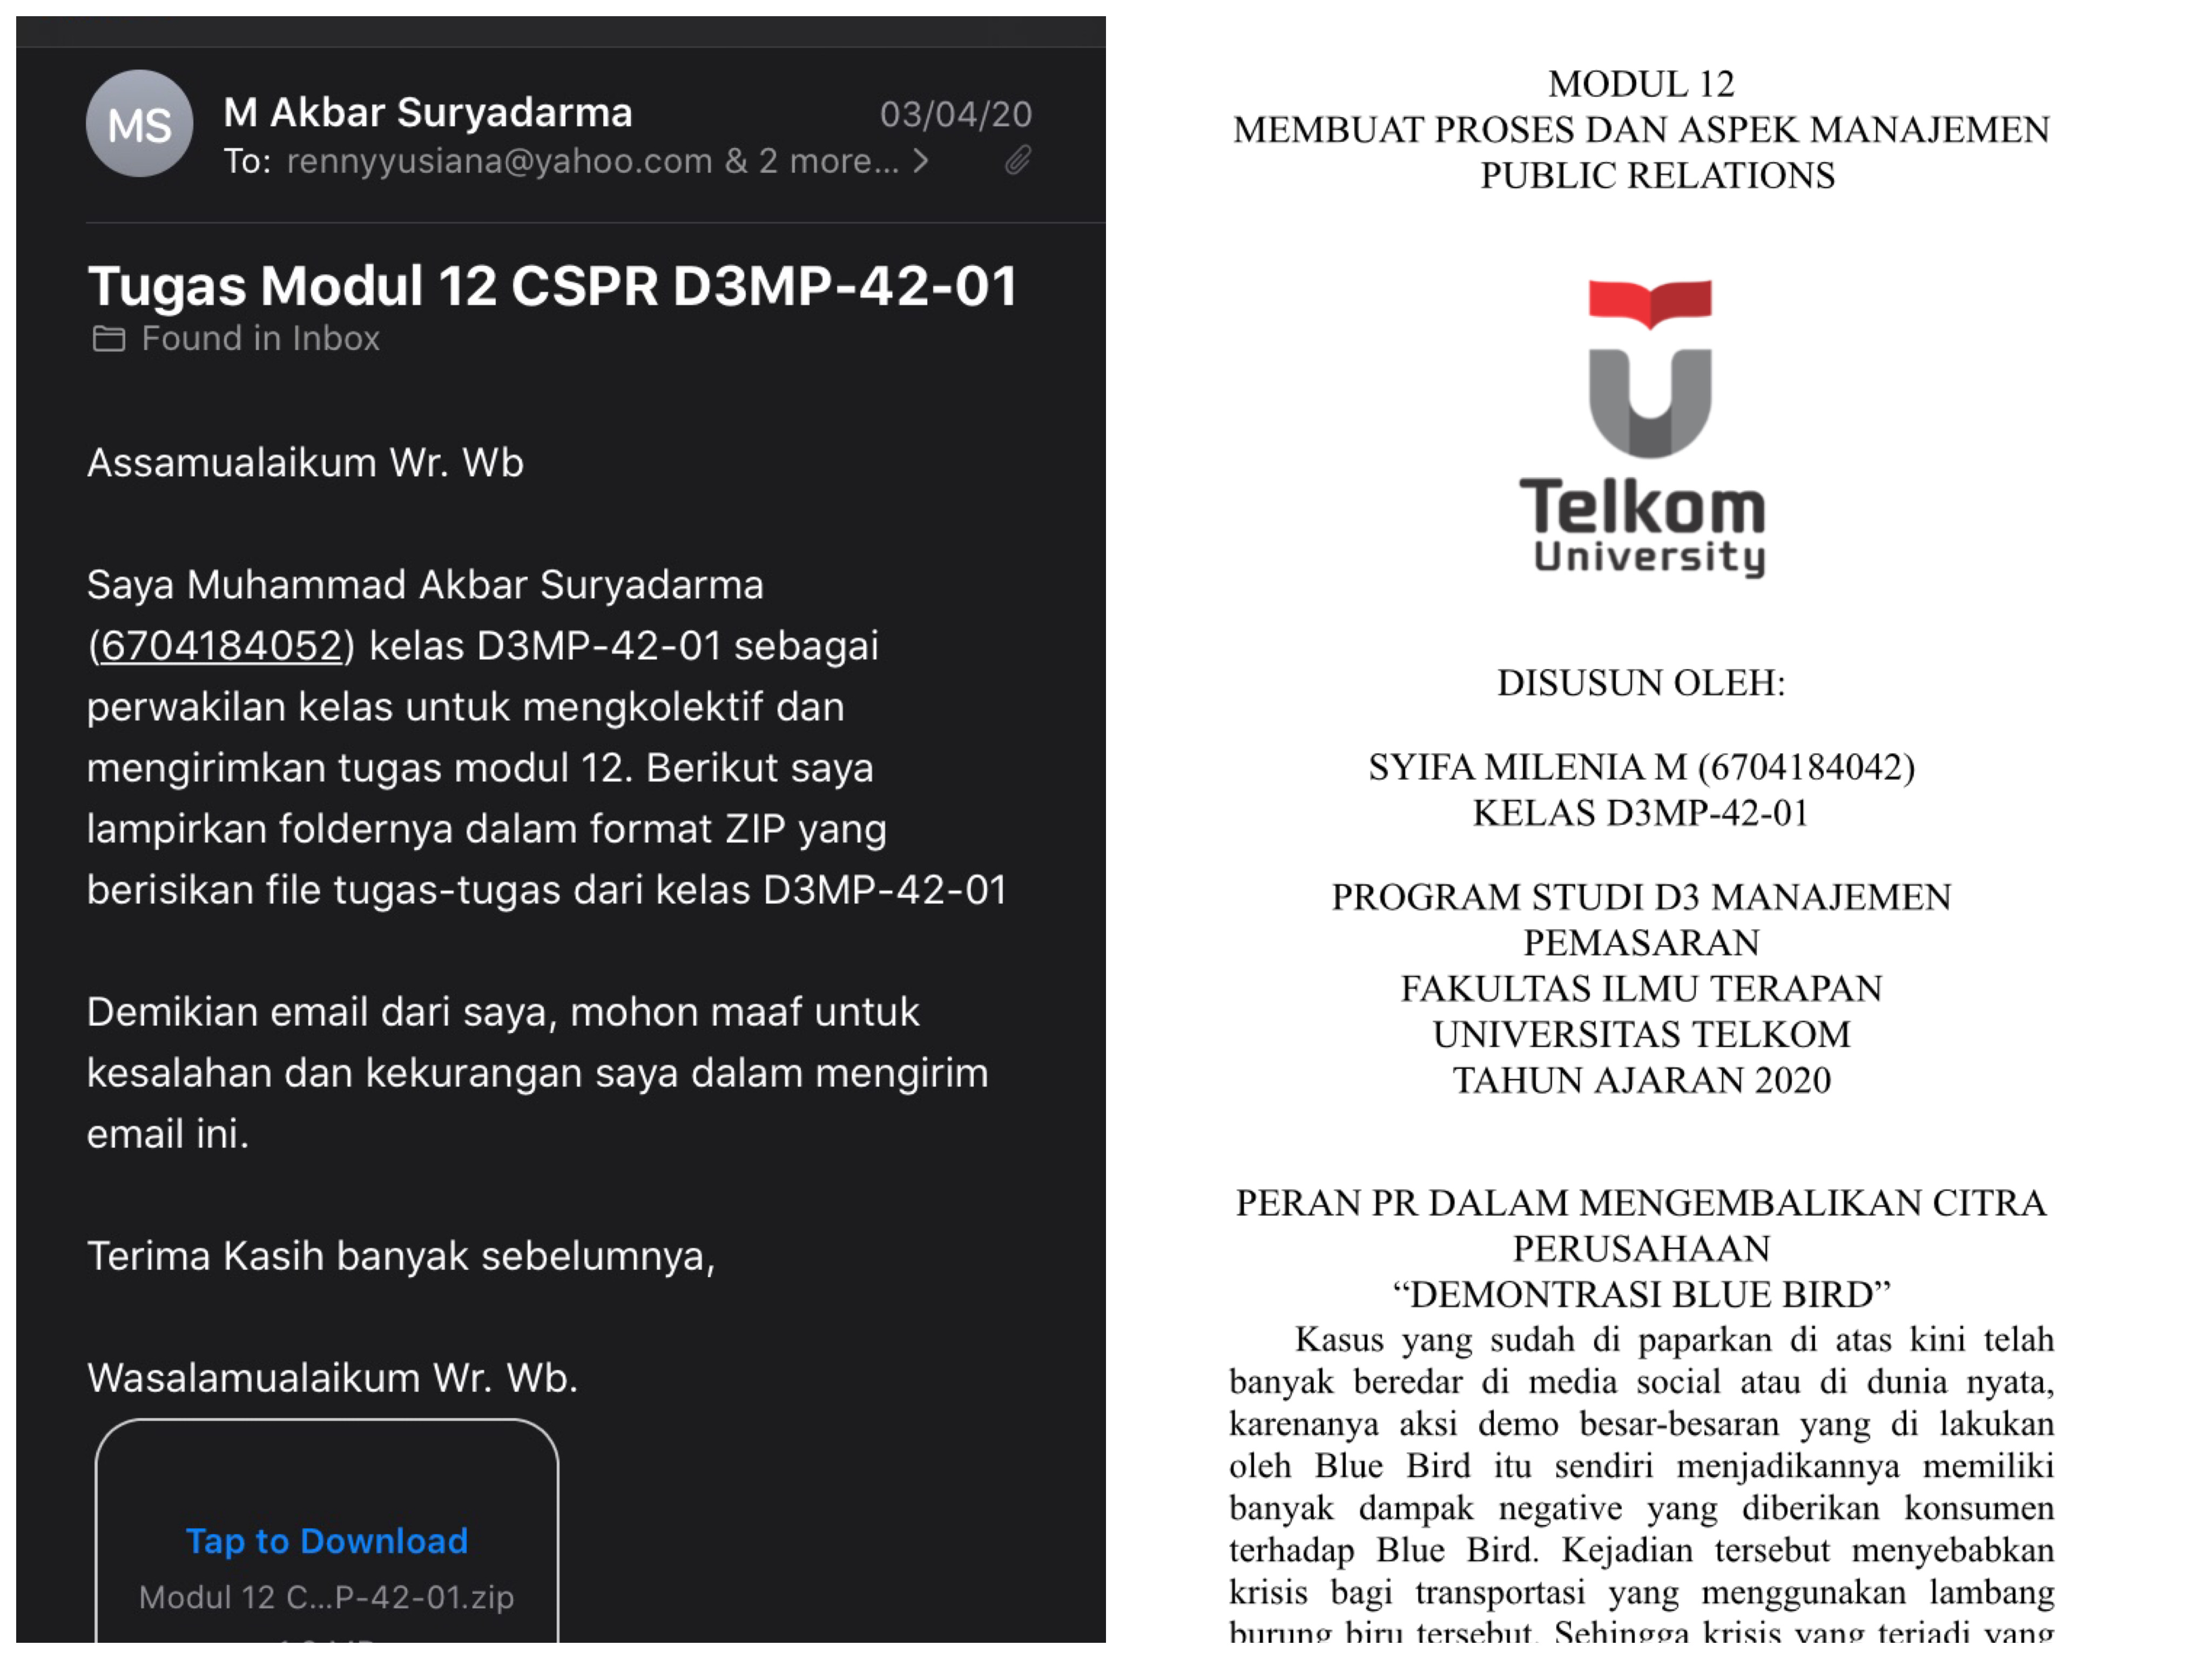 MS
M Akbar Suryadarma
03/04/20
To: rennyyusiana@yahoo.com & 2 more... >
Tugas Modul 12 CSPR D3MP-42-01
Found in Inbox
Assamualaikum Wr. Wb
Saya Muhammad Akbar Suryadarma
(6704184052) kelas D3MP-42-01 sebagai
perwakilan kelas untuk mengkolektif dan
mengirimkan tugas modul 12. Berikut saya
lampirkan foldernya dalam format ZIP yang
berisikan file tugas-tugas dari kelas D3MP-42-01
Demikian email dari saya, mohon maaf untuk
kesalahan dan kekurangan saya dalam mengirim
email ini.
Terima Kasih banyak sebelumnya,
Wasalamualaikum Wr. Wb.
Tap to Download
Modul 12 C...P-42-01.zip
MODUL 12
MEMBUAT PROSES DAN ASPEK MANAJEMEN
PUBLIC RELATIONS
Telkom
University
DISUSUN OLEH:
SYIFA MILENIA M (6704184042)
KELAS D3MP-42-01
PROGRAM STUDI D3 MANAJEMEN
PEMASARAN
FAKULTAS ILMU TERAPAN
UNIVERSITAS TELKOM
TAHUN AJARAN 2020
PERAN PR DALAM MENGEMBALIKAN CITRA
PERUSAHAAN
“DEMONTRASI BLUE BIRD”
Kasus yang sudah di paparkan di atas kini telah
banyak beredar di media social atau di dunia nyata,
karenanya aksi demo besar-besaran yang di lakukan
oleh Blue Bird itu sendiri menjadikannya memiliki
banyak dampak negative yang diberikan konsumen
terhadap Blue Bird. Kejadian tersebut menyebabkan
krisis bagi transportasi yang menggunakan lambang
burung biru tersebut. Sehingga krisis yang terjadi yang